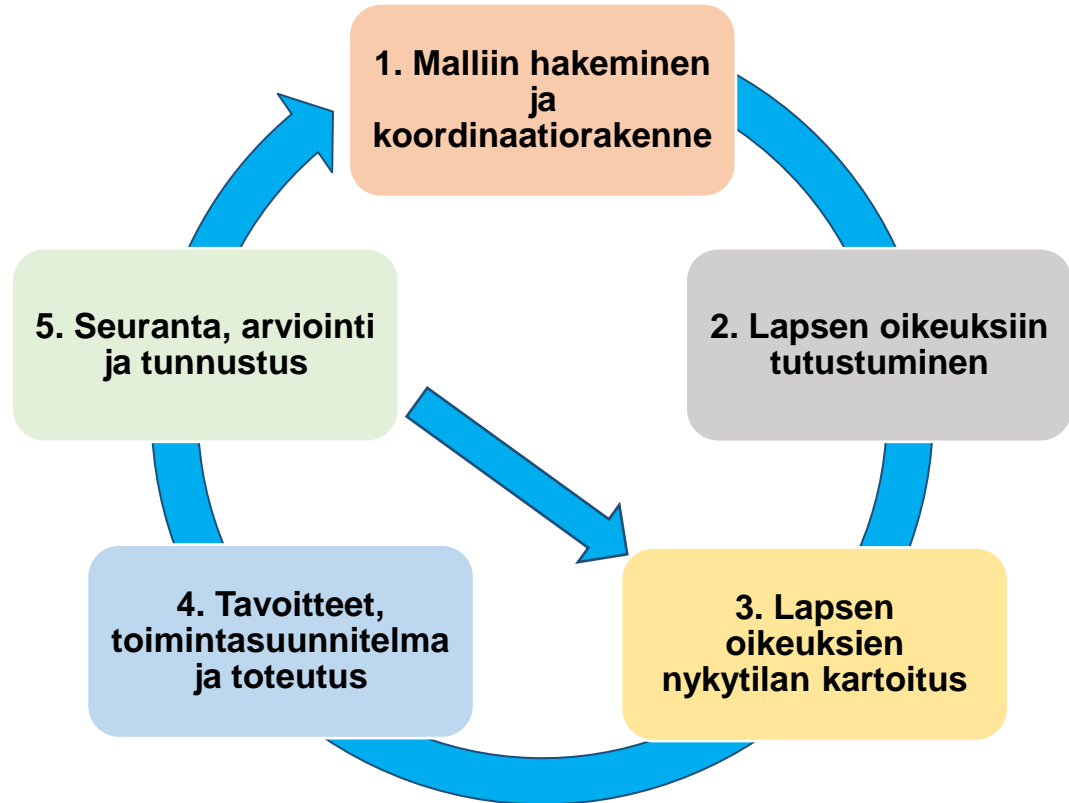 1. Malliin hakeminen
ja
koordinaatiorakenne
2. Lapsen oikeuksiin
tutustuminen
3. Lapsen
oikeuksien
nykytilan kartoitus
4. Tavoitteet,
toimintasuunnitelma
ja toteutus
5. Seuranta, arviointi
ja tunnustus